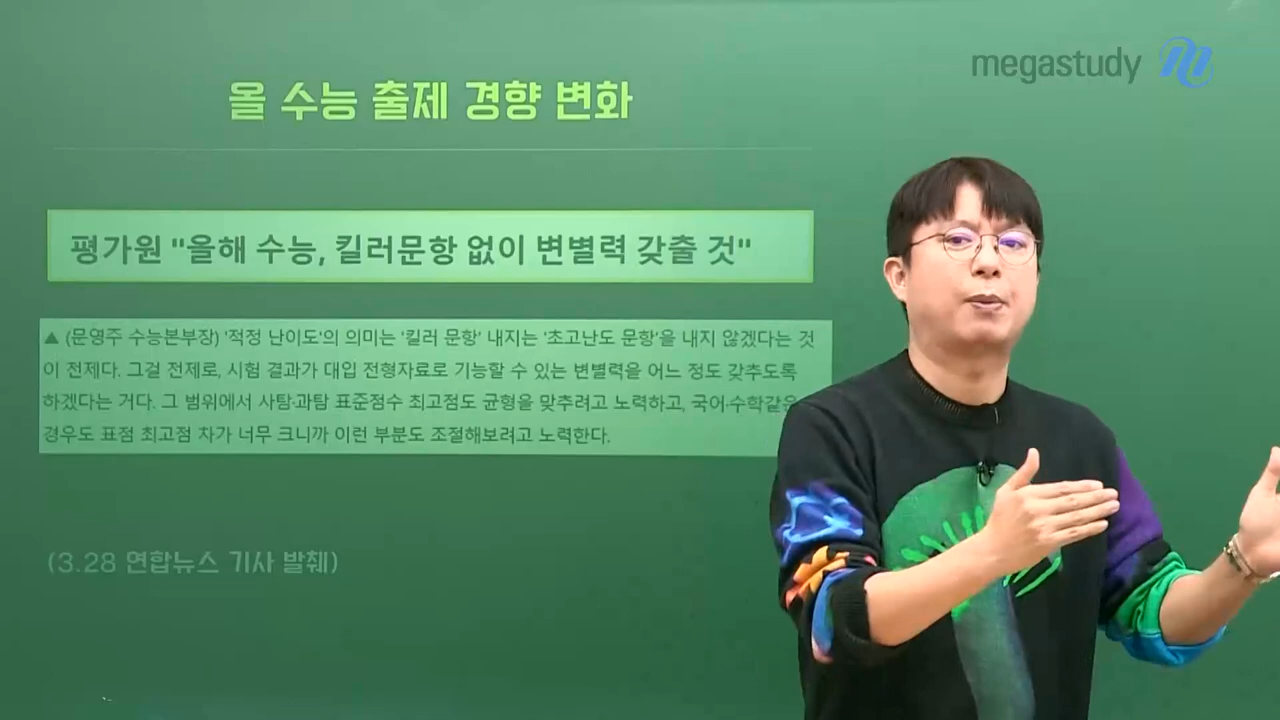 megastudy
올 수능 출제 경향 변화
평가원 "올해 수능, 킬러문항 없이 변별력 갖출 것"
▲ (문영주 수능본부장) '적정 난이도'의 의미는 '킬러 문항' 내지는 '초고난도 문항'을 내지 않겠다는 것
이 전제다. 그걸 전제로, 시험 결과가 대입 전형자료로 기능할 수 있는 변별력을 어느 정도 갖추도록
하겠다는 거다. 그 범위에서 사탐·과탐 표준점수 최고점도 균형을 맞추려고 노력하고, 국어·수학같은
경우도 표점 최고점 차가 너무 크니까 이런 부분도 조절해보려고 노력한다.
(3.28 연합뉴스 기사 발췌)